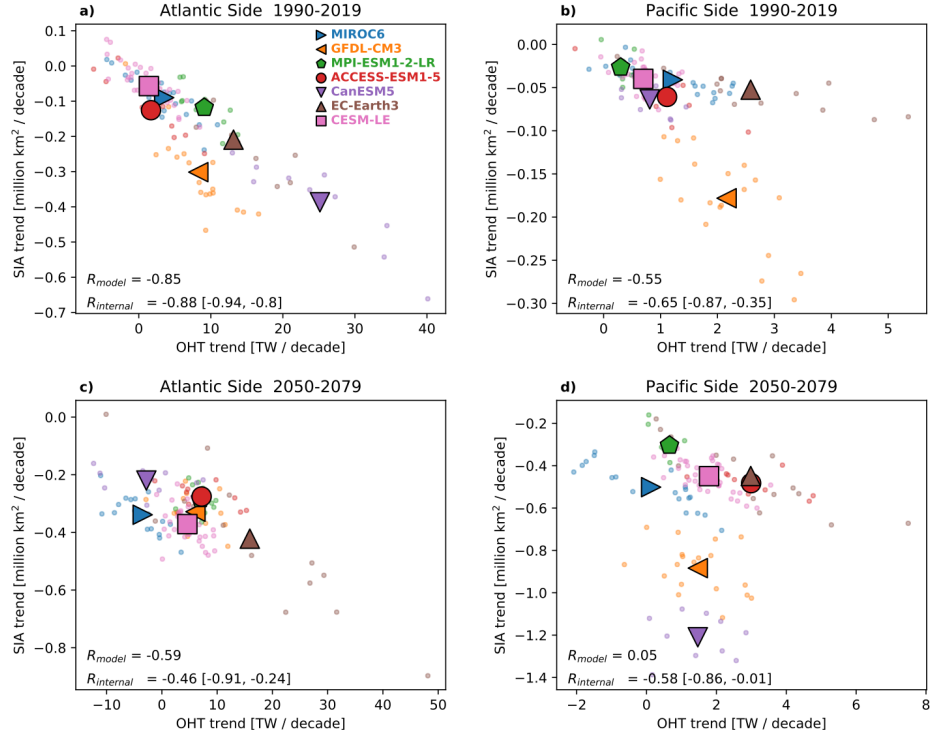 a) Atlantic Side 1990-2019
SIA trend [million km² / decade]
0.1
0.0
−0.1
−0.2
−0.3
−0.4
−0.5
−0.6
−0.7
MIROC6
GFDL-CM3
MPI-ESM1-2-LR
ACCESS-ESM1-5
CanESM5
EC-Earth3
CESM-LE
R_model = -0.85
R_internal = -0.88 [-0.94, -0.8]
0 10 20 30 40
OHT trend [TW / decade]
b) Pacific Side 1990-2019
SIA trend [million km² / decade]
0.00
−0.05
−0.10
−0.15
−0.20
−0.25
−0.30
R_model = -0.55
R_internal = -0.65 [-0.87, -0.35]
0 1 2 3 4 5
OHT trend [TW / decade]
c) Atlantic Side 2050-2079
SIA trend [million km² / decade]
0.0
−0.2
−0.4
−0.6
−0.8
R_model = -0.59
R_internal = -0.46 [-0.91, -0.24]
−10 0 10 20 30 40 50
OHT trend [TW / decade]
d) Pacific Side 2050-2079
SIA trend [million km² / decade]
−0.2
−0.4
−0.6
−0.8
−1.0
−1.2
−1.4
R_model = 0.05
R_internal = -0.58 [-0.86, -0.01]
−2 0 2 4 6 8
OHT trend [TW / decade]